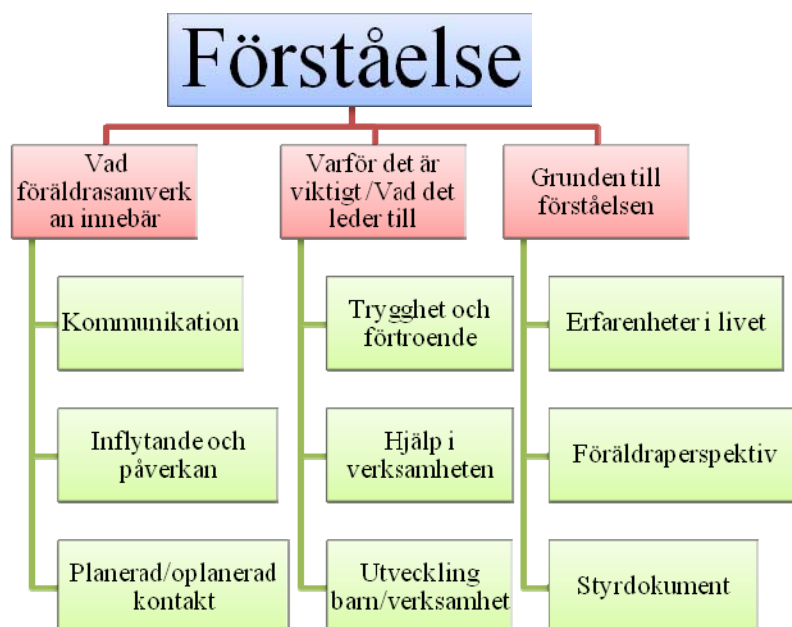 Förståelse
Vad
föräldrasamverk
an innebär
Kommunikation
Inflytande och
påverkan
Planerad/oplanerad
kontakt
Varför det är
viktigt /Vad det
leder till
Trygghet och
förtroende
Hjälp i
verksamheten
Utveckling
barn/verksamhet
Grunden till
förståelsen
Erfarenheter i livet
Föräldraperspektiv
Styrdokument